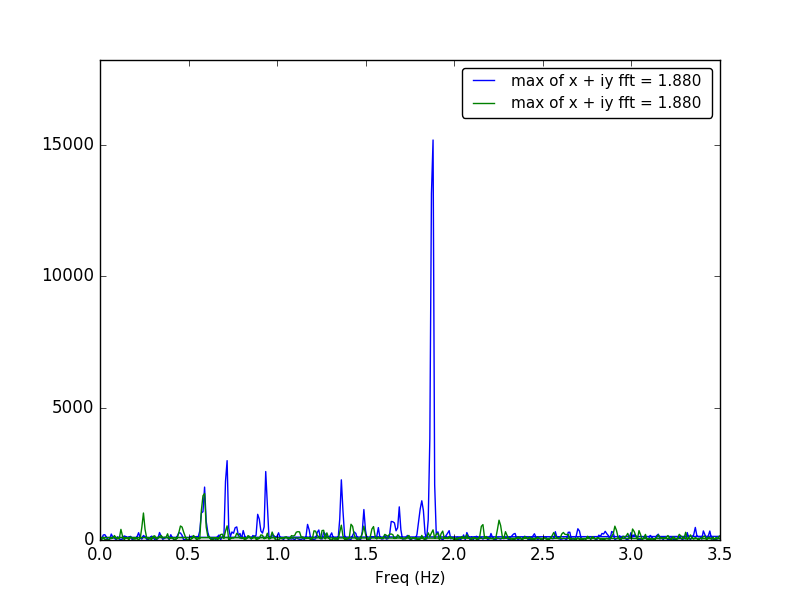 max of x + iy fft = 1.880
max of x + iy fft = 1.880
15000
10000
5000
0
0.0 0.5 1.0 1.5 2.0 2.5 3.0 3.5
Freq (Hz)